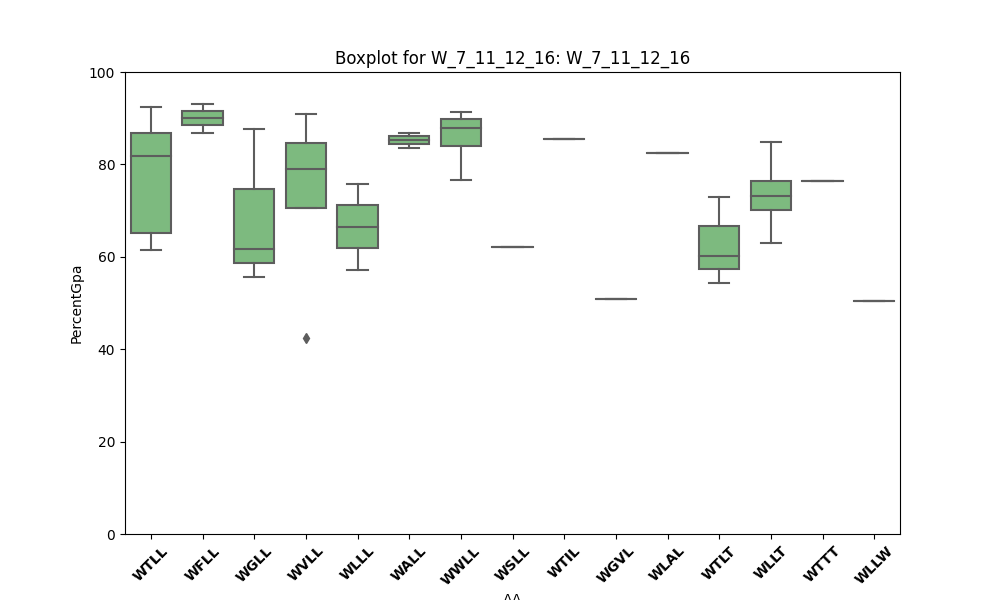 Boxplot for W_7_11_12_16: W_7_11_12_16
PercentGpa
100
80
60
40
20
0
WTLL WFLL WGLL WVLL WLLL WALL WWLL WSLL WTIL WGVL WLAL WTLT WLLT WTTT WLLW
AA